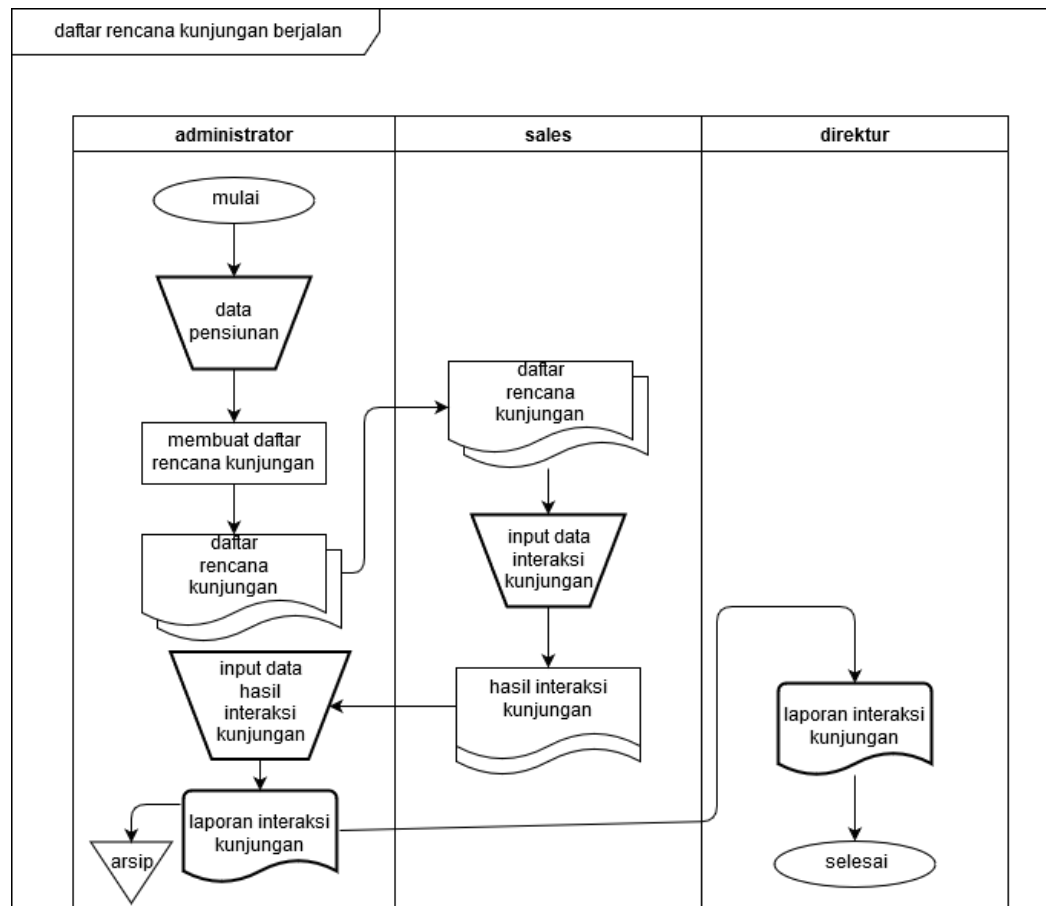 daftar rencana kunjungan berjalan
administrator
sales
direktur
mulai
data
pensiunan
membuat daftar
rencana kunjungan
daftar
rencana
kunjungan
daftar
rencana
kunjungan
input data
interaksi
kunjungan
hasil interaksi
kunjungan
input data
hasil
interaksi
kunjungan
laporan interaksi
kunjungan
arsip
laporan interaksi
kunjungan
selesai